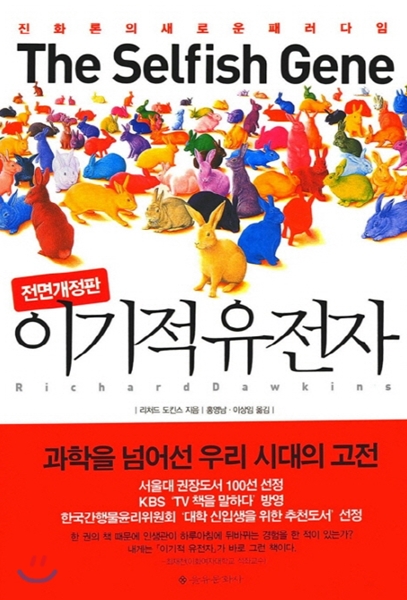 진화론의새로운패러다임
The Selfish Gene
전면개정판
이기적 유전자
Richard Dawkins
| 리처드 도킨스 지음 | 홍영남 · 이상임 옮김 |
과학을 넘어선 우리 시대의 고전
서울대 권장도서 100선 선정
KBS 'TV 책을 말하다' 방영
한국간행물윤리위원회 '대학 신입생을 위한 추천도서' 선정
한 권의 책 때문에 인생관이 하루아침에 뒤바뀌는 경험을 한 적이 있는가?
내게는 『이기적 유전자』가 바로 그런 책이다.
을유문화사